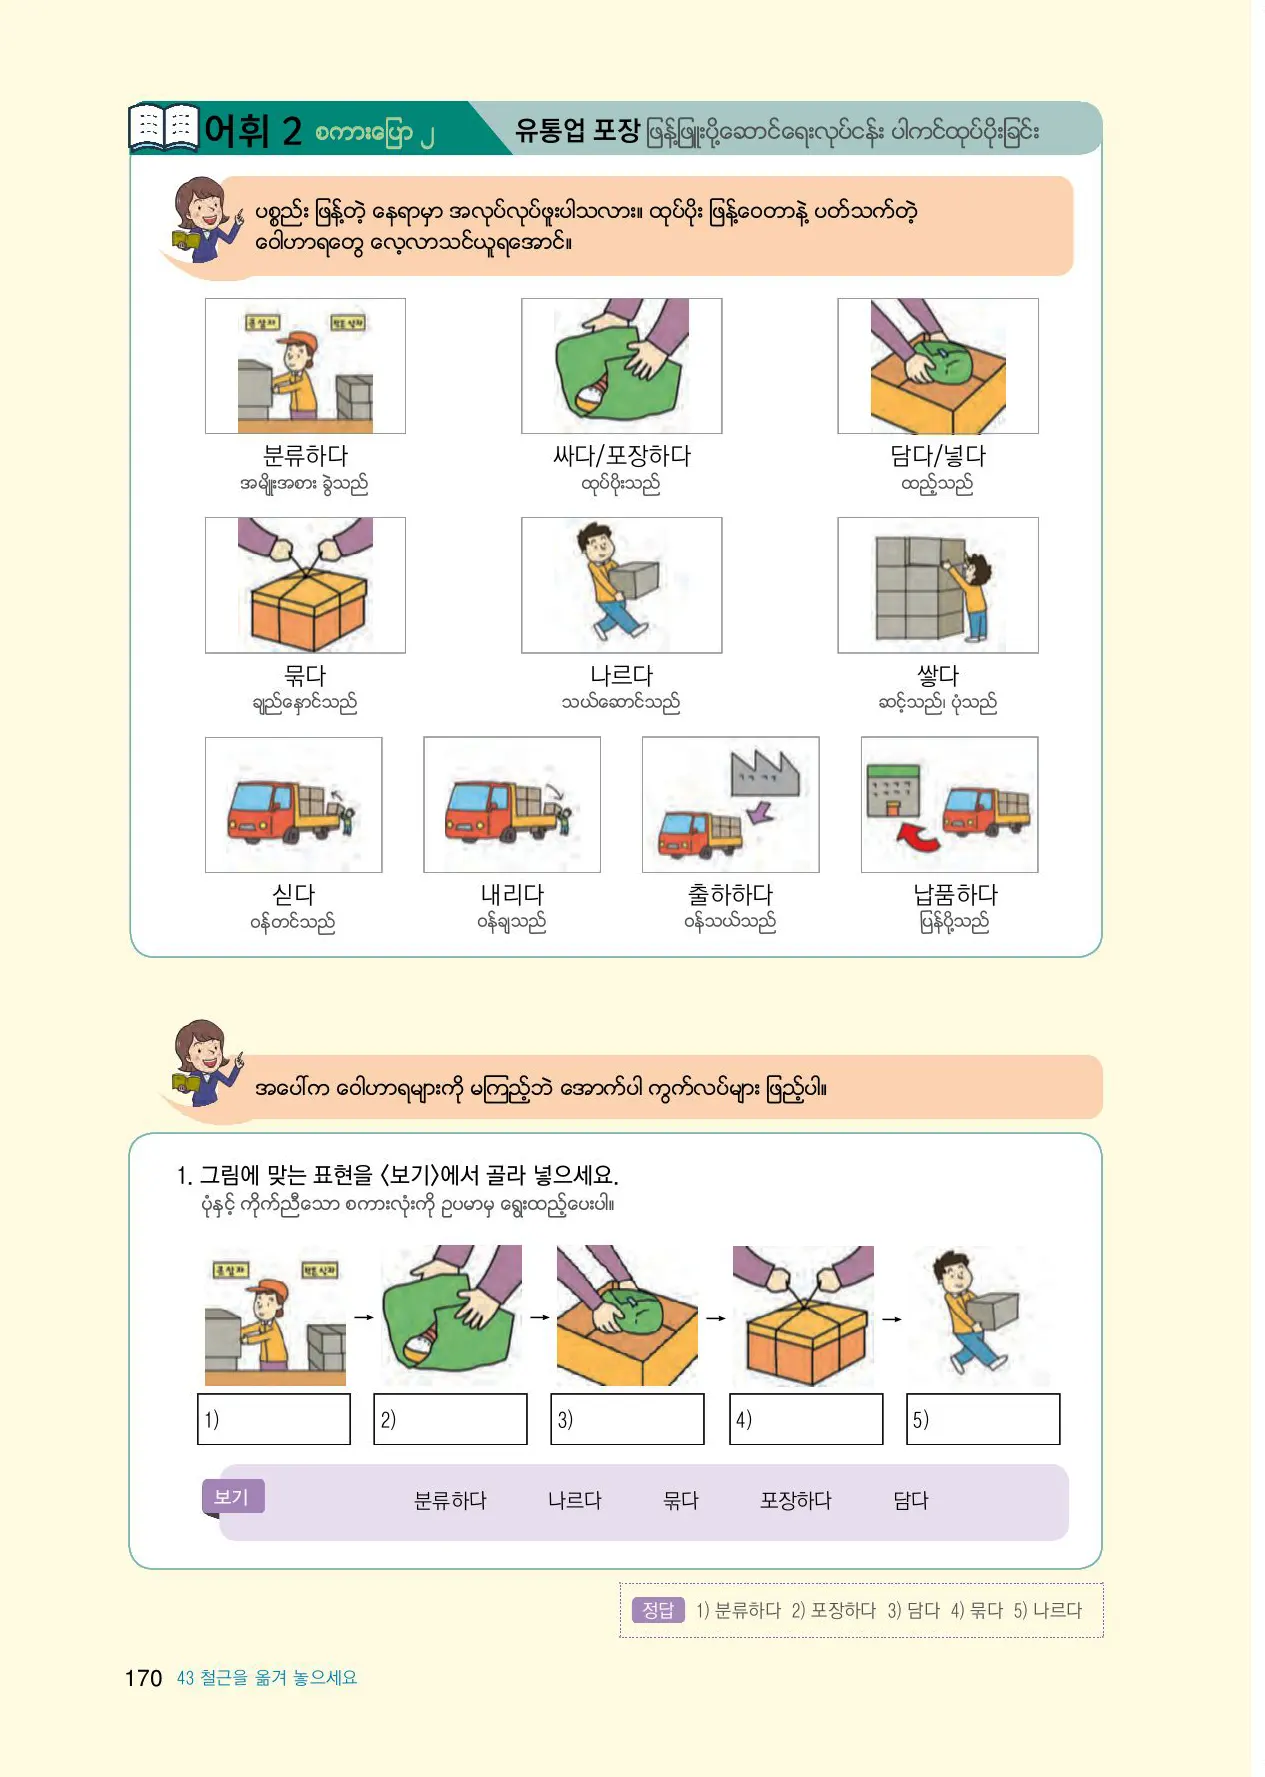 어휘 2 စကားပြော ၂ 유통업 포장 ဖြန့်ဖြူးပို့ဆောင်ရေးလုပ်ငန်း ပါကင်ထုပ်ပိုးခြင်း
ပစ္စည်း ဖြန့်တဲ့ နေရာမှာ အလုပ်လုပ်ဖူးပါသလား။ ထုပ်ပိုး ဖြန့်ဝေတာနဲ့ ပတ်သက်တဲ့
ဝေါဟာရတွေ လေ့လာသင်ယူရအောင်။
분류하다 싸다/포장하다 담다/넣다
အမျိုးအစား ခွဲသည် ထုပ်ပိုးသည် ထည့်သည်
묶다 나르다 쌓다
ချည်နှောင်သည် သယ်ဆောင်သည် ဆင့်သည်၊ ပုံသည်
싣다 내리다 출하하다 납품하다
ဝန်တင်သည် ဝန်ချသည် ဝန်သယ်သည် ပြန်ပို့သည်
အပေါ်က ဝေါဟာရများကို မကြည့်ဘဲ အောက်ပါ ကွက်လပ်များ ဖြည့်ပါ။
1. 그림에 맞는 표현을 〈보기〉에서 골라 넣으세요.
ပုံနှင့် ကိုက်ညီသော စကားလုံးကို ဥပမာမှ ရွေးထည့်ပေးပါ။
1) 2) 3) 4) 5)
보기 분류하다 나르다 묶다 포장하다 담다
정답 1) 분류하다 2) 포장하다 3) 담다 4) 묶다 5) 나르다
170 43 철근을 옮겨 놓으세요